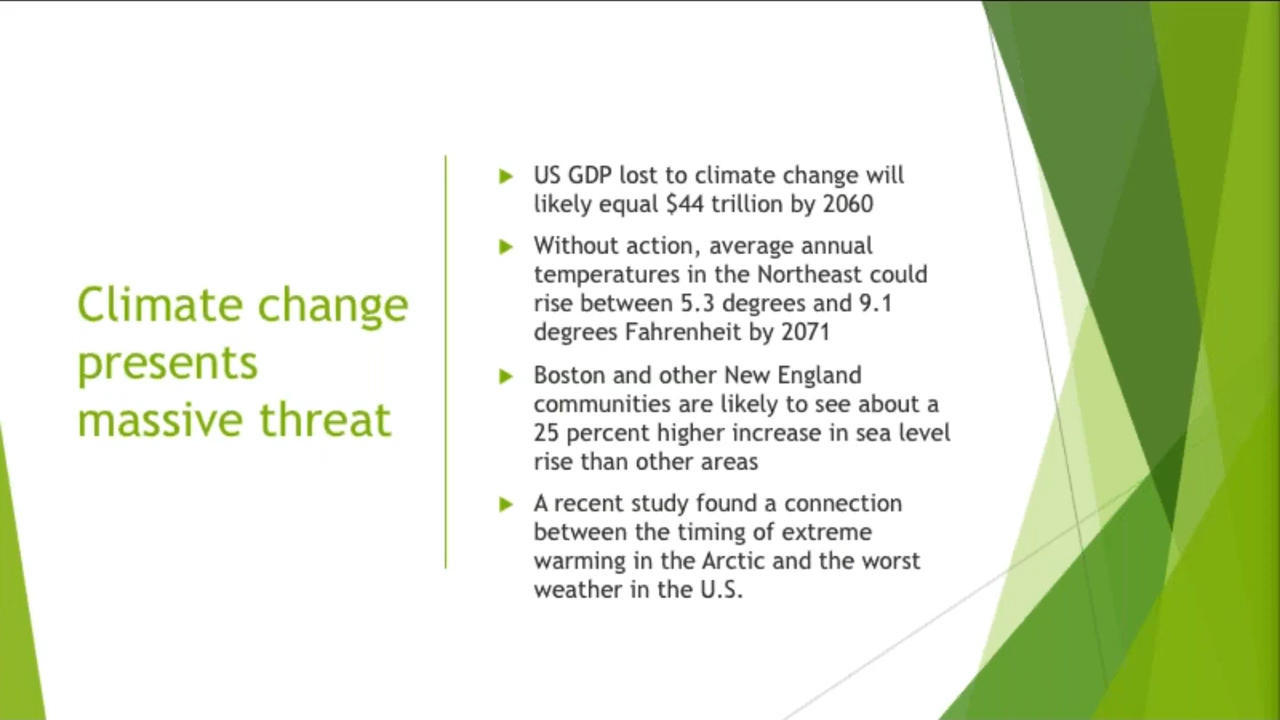 Climate change
presents
massive threat
US GDP lost to climate change will
likely equal $44 trillion by 2060
Without action, average annual
temperatures in the Northeast could
rise between 5.3 degrees and 9.1
degrees Fahrenheit by 2071
Boston and other New England
communities are likely to see about a
25 percent higher increase in sea level
rise than other areas
A recent study found a connection
between the timing of extreme
warming in the Arctic and the worst
weather in the U.S.